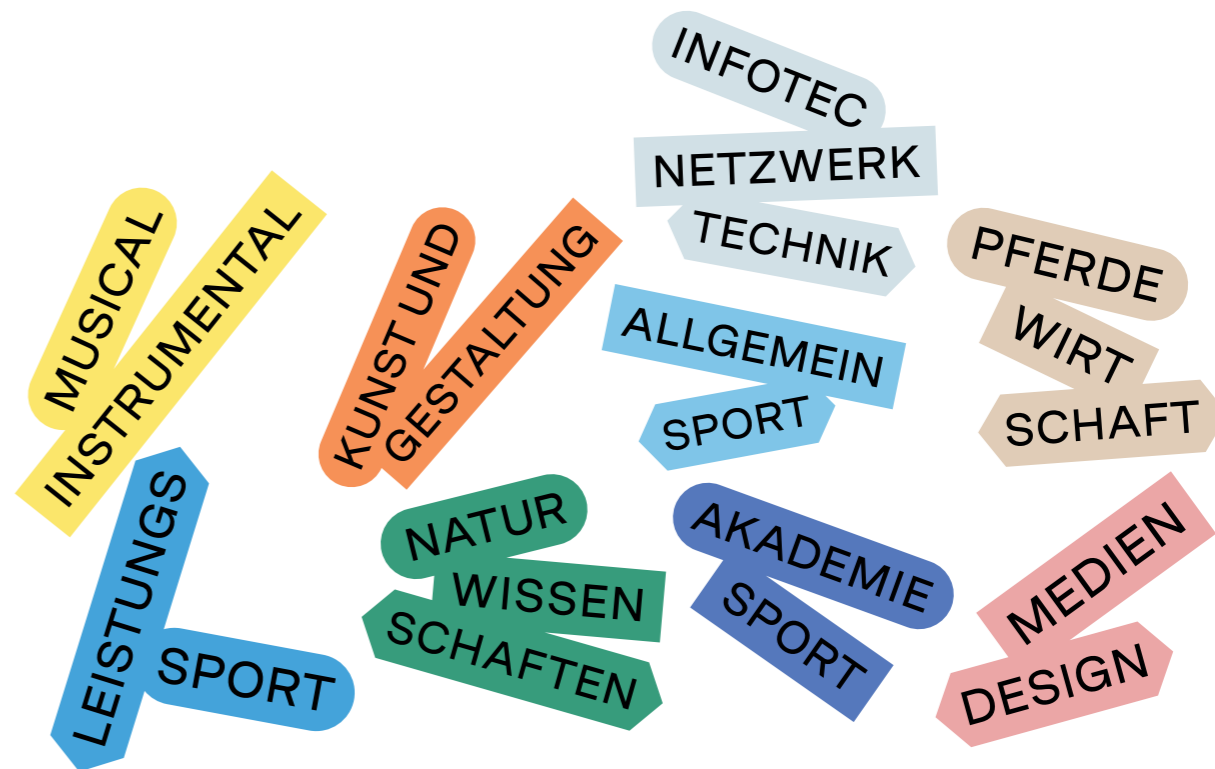 INFOTEC
NETZWERK
TECHNIK
MUSICAL
INSTRUMENTAL
KUNST UND
GESTALTUNG
ALLGEMEIN
SPORT
PFERDE
WIRT
SCHAFT
LEISTUNGS
SPORT
NATUR
WISSEN
SCHAFTEN
AKADEMIE
SPORT
MEDIEN
DESIGN